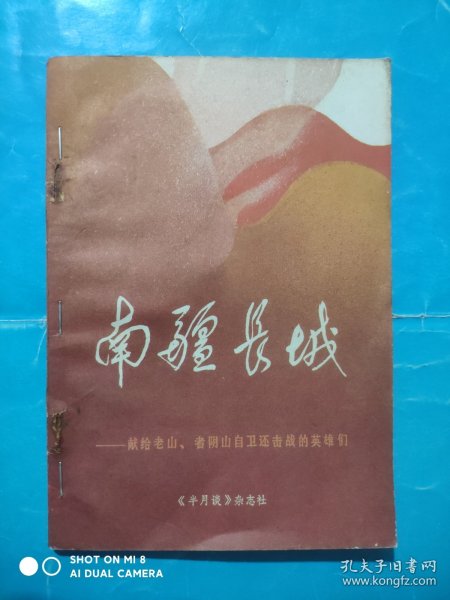 南疆長城
——献给老山、者阴山自卫还击战的英雄们
《半月谈》杂志社
SHOT ON MI 8
AI DUAL CAMERA
孔夫子旧书网
www.kongfz.com